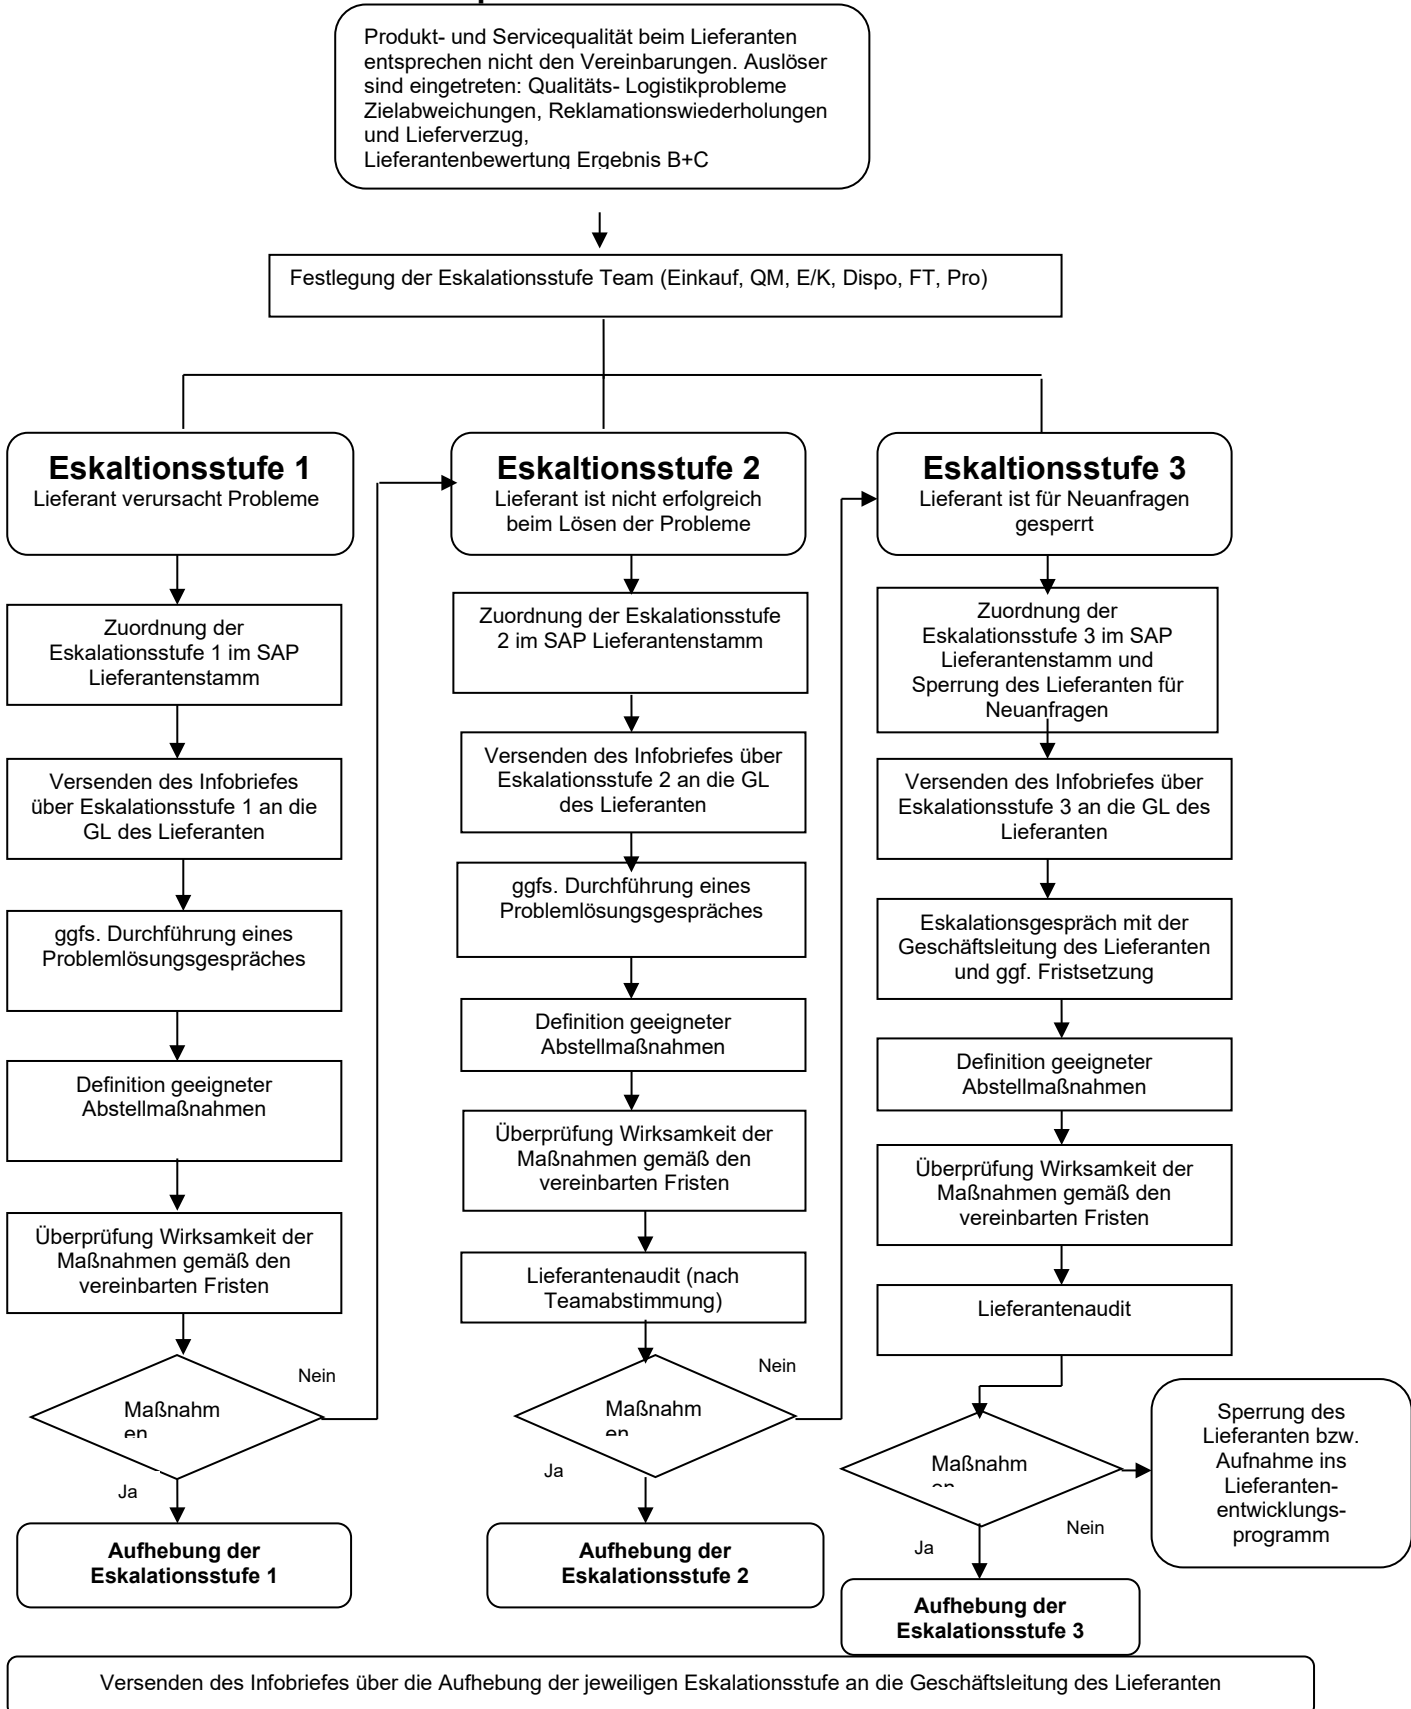 Produkt- und Servicequalität beim Lieferanten
entsprechen nicht den Vereinbarungen. Auslöser
sind eingetreten: Qualitäts- Logistikprobleme
Zielabweichungen, Reklamationswiederholungen
und Lieferverzug,
Lieferantenbewertung Ergebnis B+C
Festlegung der Eskalationsstufe Team (Einkauf, QM, E/K, Dispo, FT, Pro)
Eskaltionsstufe 1
Lieferant verursacht Probleme
Zuordnung der
Eskalationsstufe 1 im SAP
Lieferantenstamm
Versenden des Infobriefes
über Eskalationsstufe 1 an die
GL des Lieferanten
ggfs. Durchführung eines
Problemlösungsgespräches
Definition geeigneter
Abstellmaßnahmen
Überprüfung Wirksamkeit der
Maßnahmen gemäß den
vereinbarten Fristen
Nein
Maßnahm
en
Ja
Aufhebung der
Eskalationsstufe 1
Eskaltionsstufe 2
Lieferant ist nicht erfolgreich
beim Lösen der Probleme
Zuordnung der Eskalationsstufe
2 im SAP Lieferantenstamm
Versenden des Infobriefes über
Eskalationsstufe 2 an die GL
des Lieferanten
ggfs. Durchführung eines
Problemlösungsgespräches
Definition geeigneter
Abstellmaßnahmen
Überprüfung Wirksamkeit der
Maßnahmen gemäß den
vereinbarten Fristen
Lieferantenaudit (nach
Teamabstimmung)
Nein
Maßnahm
en
Ja
Aufhebung der
Eskalationsstufe 2
Eskaltionsstufe 3
Lieferant ist für Neuanfragen
gesperrt
Zuordnung der
Eskalationsstufe 3 im SAP
Lieferantenstamm und
Sperrung des Lieferanten für
Neuanfragen
Versenden des Infobriefes über
Eskalationsstufe 3 an die GL des
Lieferanten
Eskalationsgespräch mit der
Geschäftsleitung des Lieferanten
und ggf. Fristsetzung
Definition geeigneter
Abstellmaßnahmen
Überprüfung Wirksamkeit der
Maßnahmen gemäß den
vereinbarten Fristen
Lieferantenaudit
Maßnahm
en
Nein
Ja
Sperrung des
Lieferanten bzw.
Aufnahme ins
Lieferanten-
entwicklungs-
programm
Aufhebung der
Eskalationsstufe 3
Versenden des Infobriefes über die Aufhebung der jeweiligen Eskalationsstufe an die Geschäftsleitung des Lieferanten